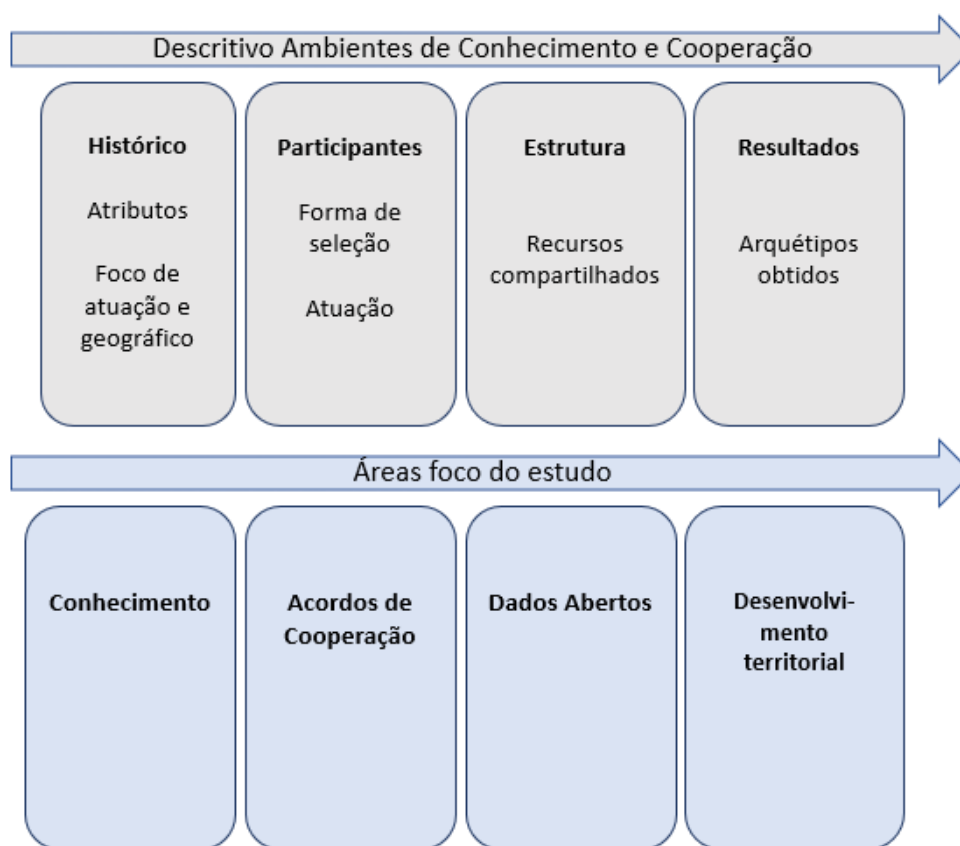 Descritivo Ambientes de Conhecimento e Cooperação
Histórico
Atributos
Foco de
atuação e
geográfico
Participantes
Forma de
seleção
Atuação
Estrutura
Recursos
compartilhados
Resultados
Arquétipos
obtidos
Áreas foco do estudo
Conhecimento
Acordos de
Cooperação
Dados Abertos
Desenvolvi-
mento
territorial